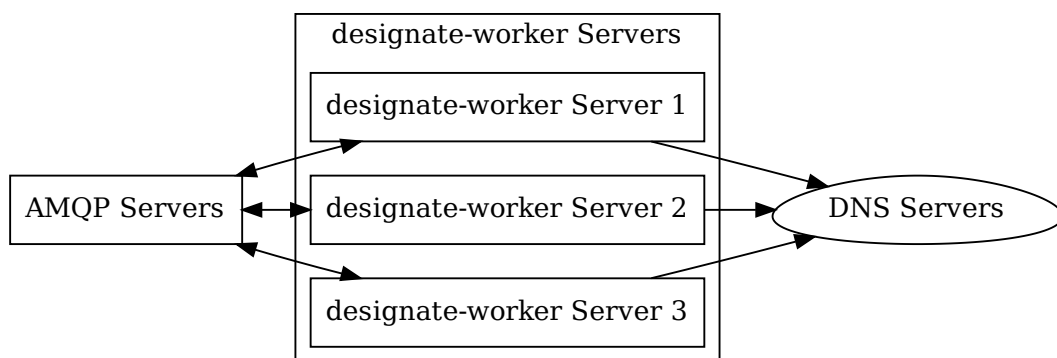 designate-worker Servers
designate-worker Server 1
AMQP Servers
designate-worker Server 2
DNS Servers
designate-worker Server 3